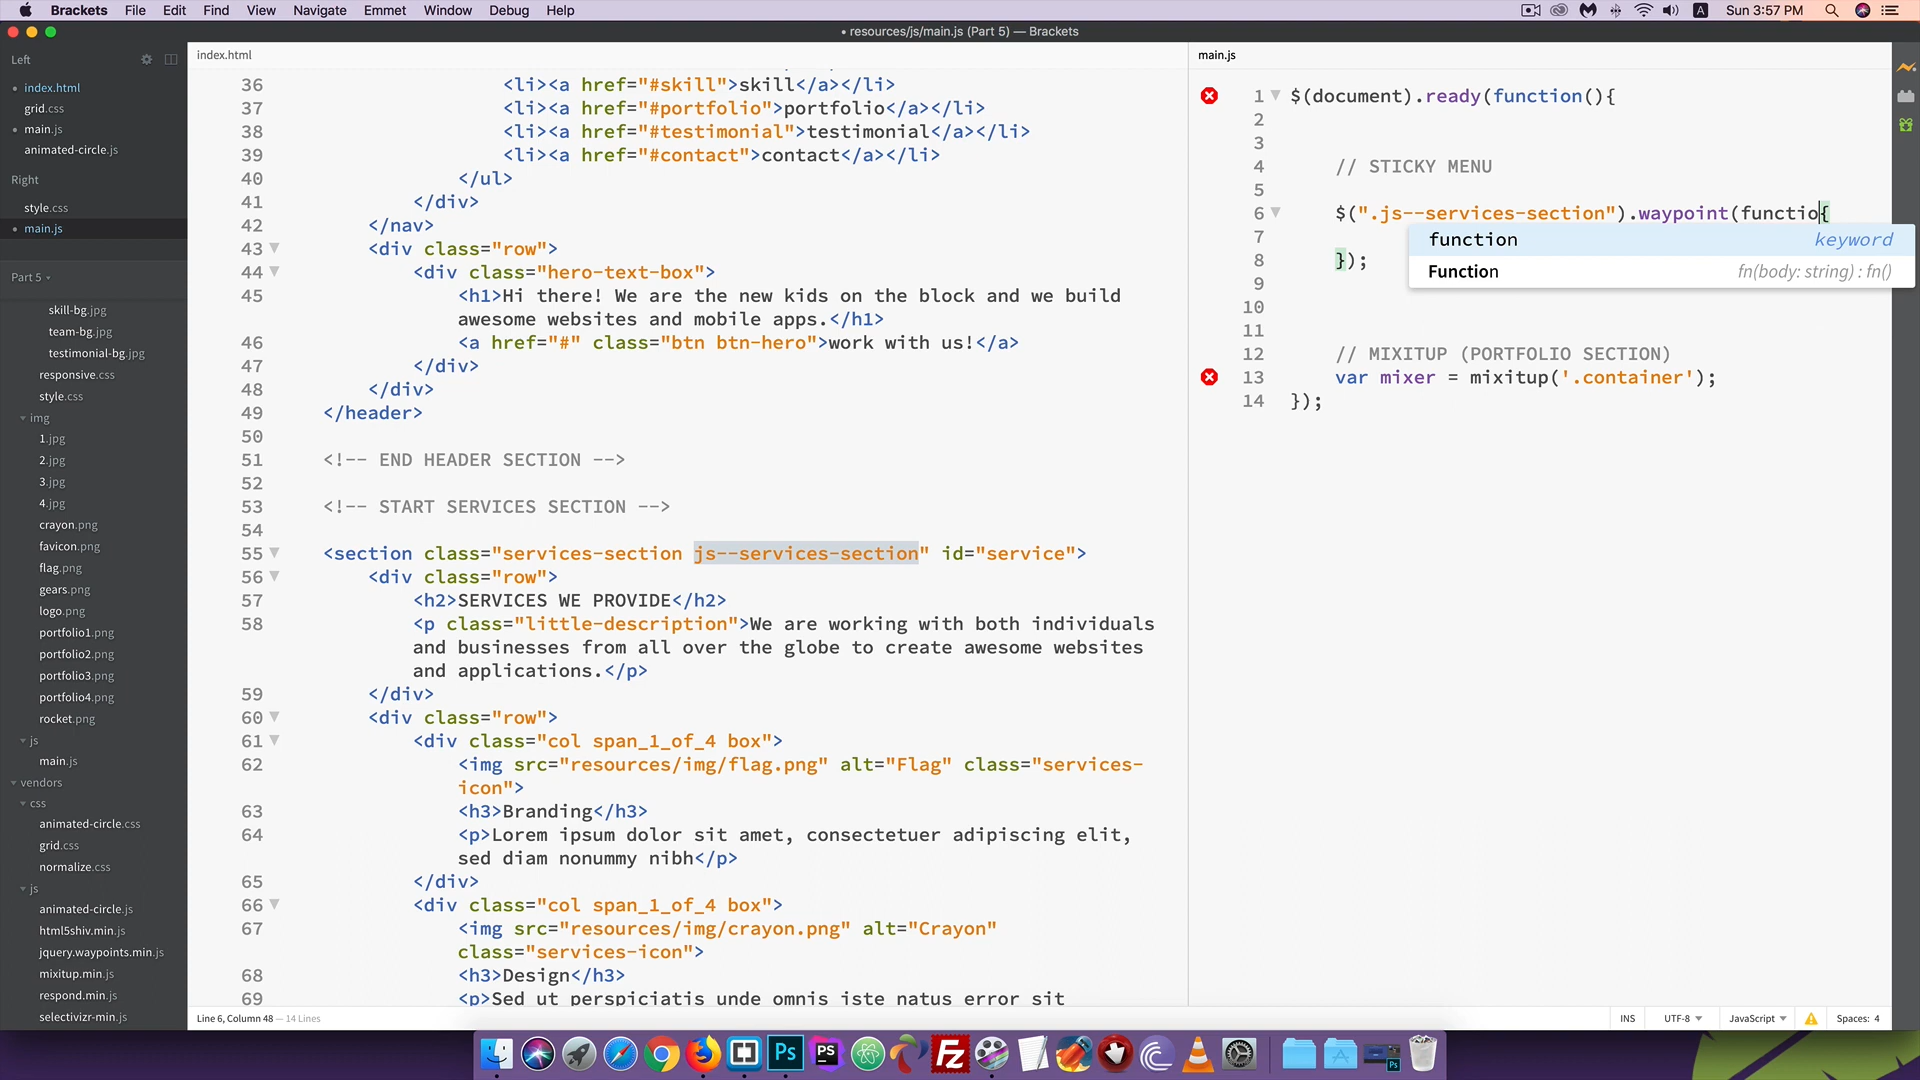 Brackets File Edit Find View Navigate Emmet Window Debug Help
A Sun 3:57 PM
• resources/js/main.js (Part 5) — Brackets
Left
index.html
grid.css
main.js
animated-circle.js
Right
style.css
main.js
Part 5
skill-bg.jpg
team-bg.jpg
testimonial-bg.jpg
responsive.css
style.css
img
1.jpg
2.jpg
3.jpg
4.jpg
crayon.png
favicon.png
flag.png
gears.png
logo.png
portfolio1.png
portfolio2.png
portfolio3.png
portfolio4.png
rocket.png
js
main.js
vendors
css
animated-circle.css
grid.css
normalize.css
js
animated-circle.js
html5shiv.min.js
jquery.waypoints.min.js
mixitup.min.js
respond.min.js
selectivizr-min.js
index.html
36 <li><a href="#skill">skill</a></li>
37 <li><a href="#portfolio">portfolio</a></li>
38 <li><a href="#testimonial">testimonial</a></li>
39 <li><a href="#contact">contact</a></li>
40 </ul>
41 </div>
42 </nav>
43 <div class="row">
44 <div class="hero-text-box">
45 <h1>Hi there! We are the new kids on the block and we build
awesome websites and mobile apps.</h1>
46 <a href="#" class="btn btn-hero">work with us!</a>
47 </div>
48 </div>
49 </header>
50
51 <!-- END HEADER SECTION -->
52
53 <!-- START SERVICES SECTION -->
54
55 <section class="services-section js--services-section" id="service">
56 <div class="row">
57 <h2>SERVICES WE PROVIDE</h2>
58 <p class="little-description">We are working with both individuals
and businesses from all over the globe to create awesome websites
and applications.</p>
59 </div>
60 <div class="row">
61 <div class="col span_1_of_4 box">
62 <img src="resources/img/flag.png" alt="Flag" class="services-
icon">
63 <h3>Branding</h3>
64 <p>Lorem ipsum dolor sit amet, consectetuer adipiscing elit,
sed diam nonummy nibh</p>
65 </div>
66 <div class="col span_1_of_4 box">
67 <img src="resources/img/crayon.png" alt="Crayon"
class="services-icon">
68 <h3>Design</h3>
69 <p>Sed ut perspiciatis unde omnis iste natus error sit
main.js
1 $(document).ready(function(){
2
3
4 // STICKY MENU
5
6 $(".js--services-section").waypoint(functio{
7
8 });
9
10
11
12 // MIXITUP (PORTFOLIO SECTION)
13 var mixer = mixitup('.container');
14 });
function keyword
Function fn(body: string) : fn()
Line 6, Column 48 — 14 Lines
INS UTF-8 JavaScript Spaces: 4
Ps PS Fz
Ps